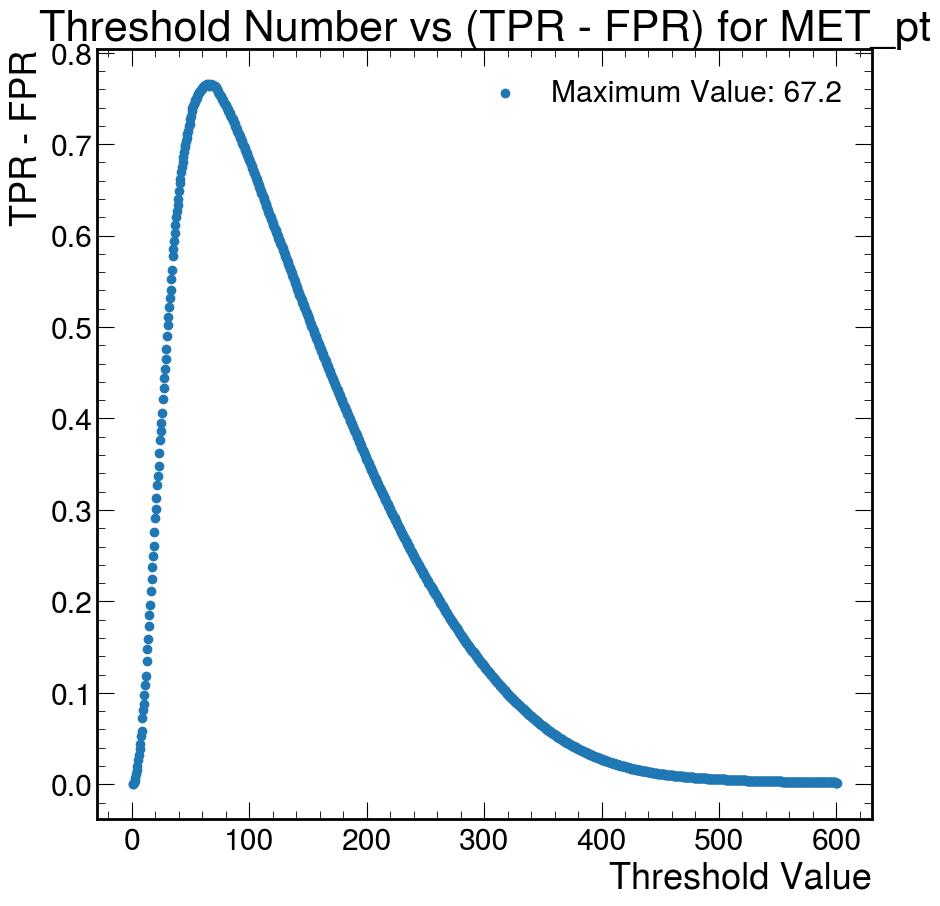 Threshold Number vs (TPR - FPR) for MET_pt
TPR - FPR
Maximum Value: 67.2
0.8
0.7
0.6
0.5
0.4
0.3
0.2
0.1
0.0
0 100 200 300 400 500 600
Threshold Value